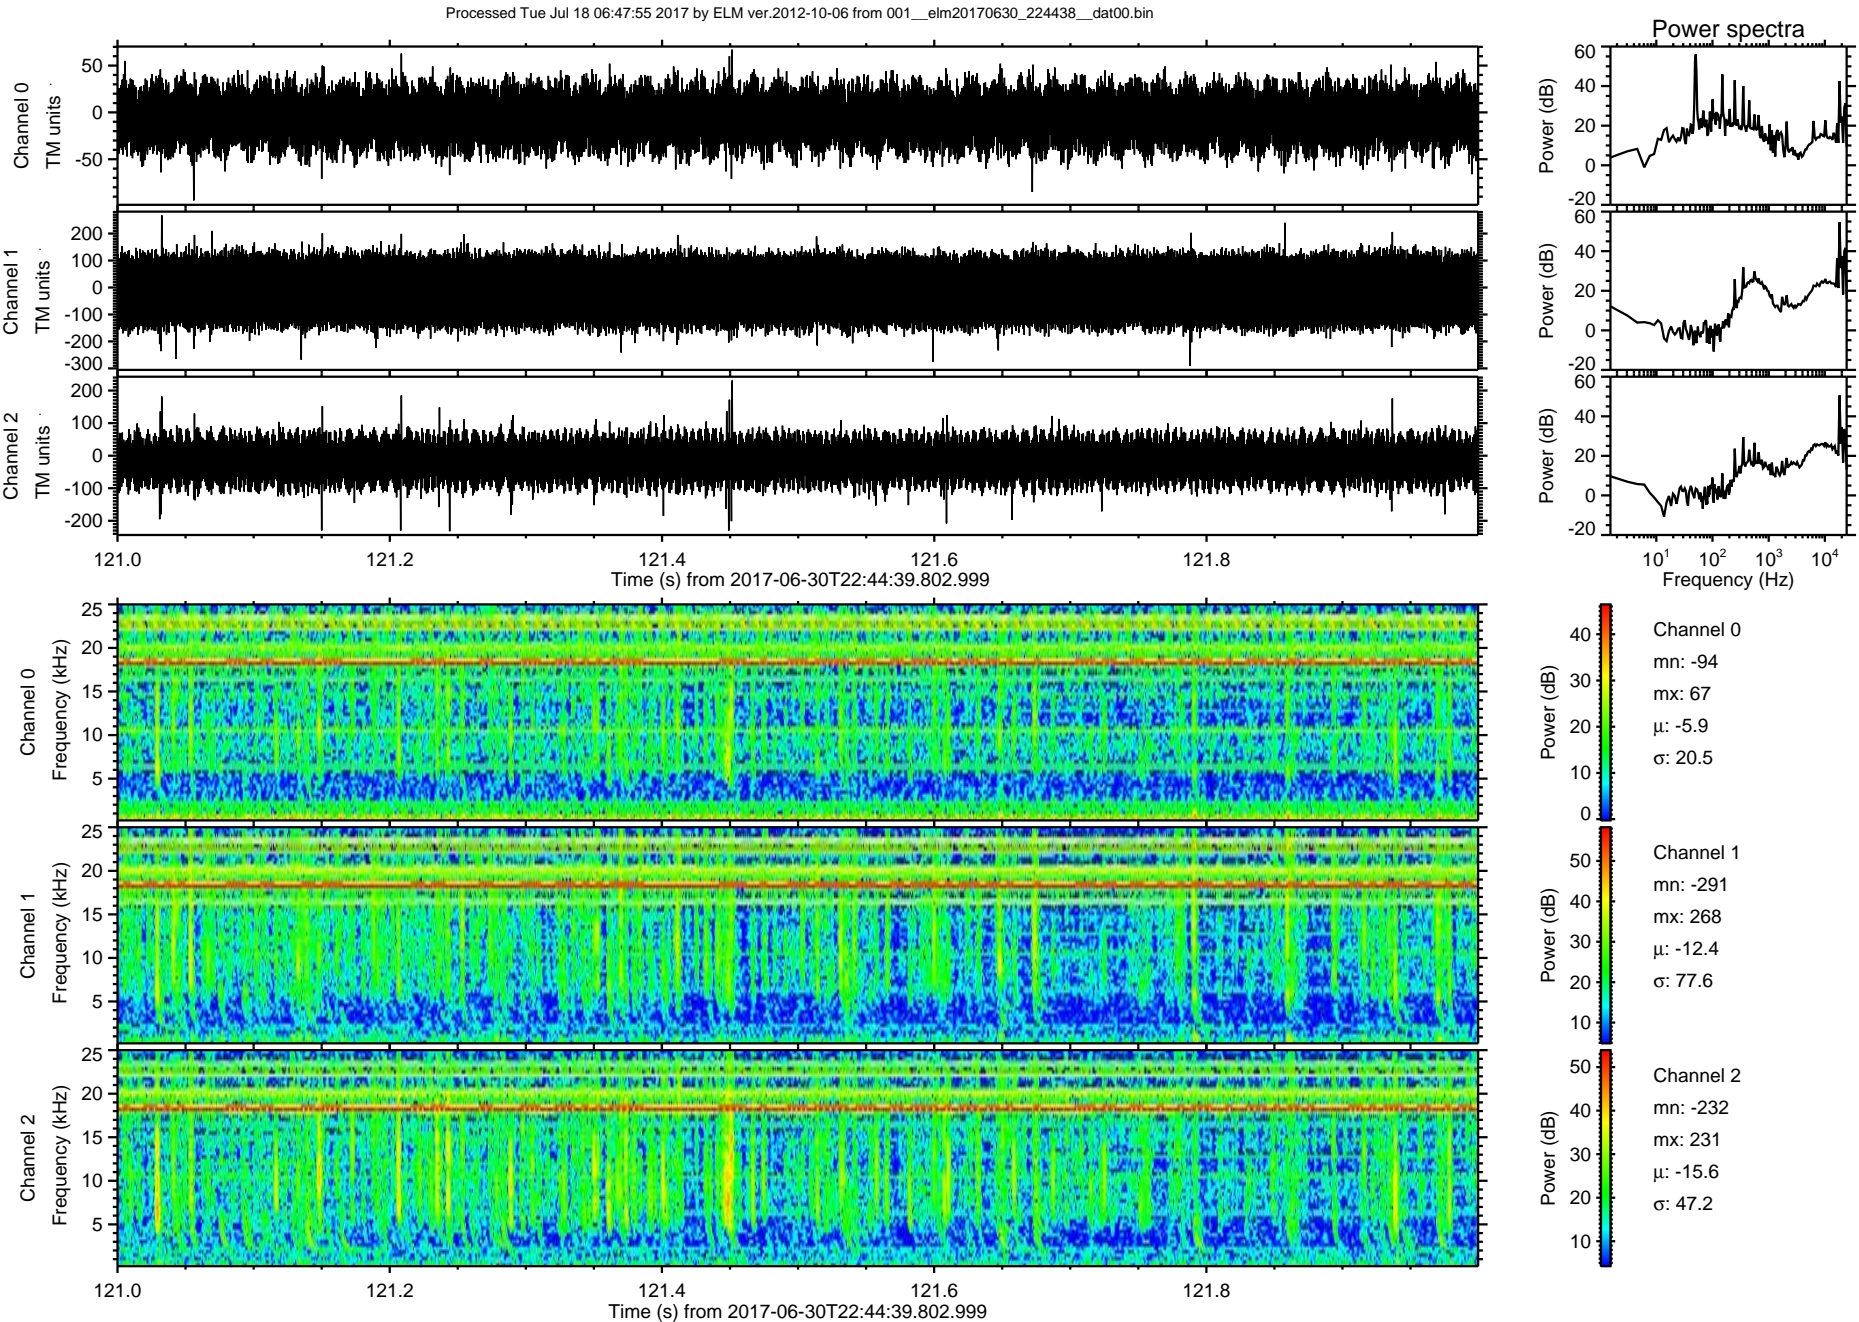 Processed Tue Jul 18 06:47:55 2017 by ELM ver.2012-10-06 from 001__elm20170630_224438__dat00.bin
Power spectra
Channel 0
TM units
50
0
-50
Power (dB)
60
40
20
0
-20
Channel 1
TM units
200
100
0
-100
-200
-300
Power (dB)
60
40
20
0
-20
Channel 2
TM units
200
100
0
-100
-200
Power (dB)
60
40
20
0
-20
121.0 121.2 121.4 121.6 121.8
Time (s) from 2017-06-30T22:44:39.802.999
10¹ 10² 10³ 10⁴
Frequency (Hz)
Channel 0
Frequency (kHz)
25
20
15
10
5
Power (dB)
40
30
20
10
0
Channel 0
mn: -94
mx: 67
µ: -5.9
σ: 20.5
Channel 1
Frequency (kHz)
25
20
15
10
5
Power (dB)
50
40
30
20
10
Channel 1
mn: -291
mx: 268
µ: -12.4
σ: 77.6
Channel 2
Frequency (kHz)
25
20
15
10
5
Power (dB)
50
40
30
20
10
Channel 2
mn: -232
mx: 231
µ: -15.6
σ: 47.2
121.0 121.2 121.4 121.6 121.8
Time (s) from 2017-06-30T22:44:39.802.999